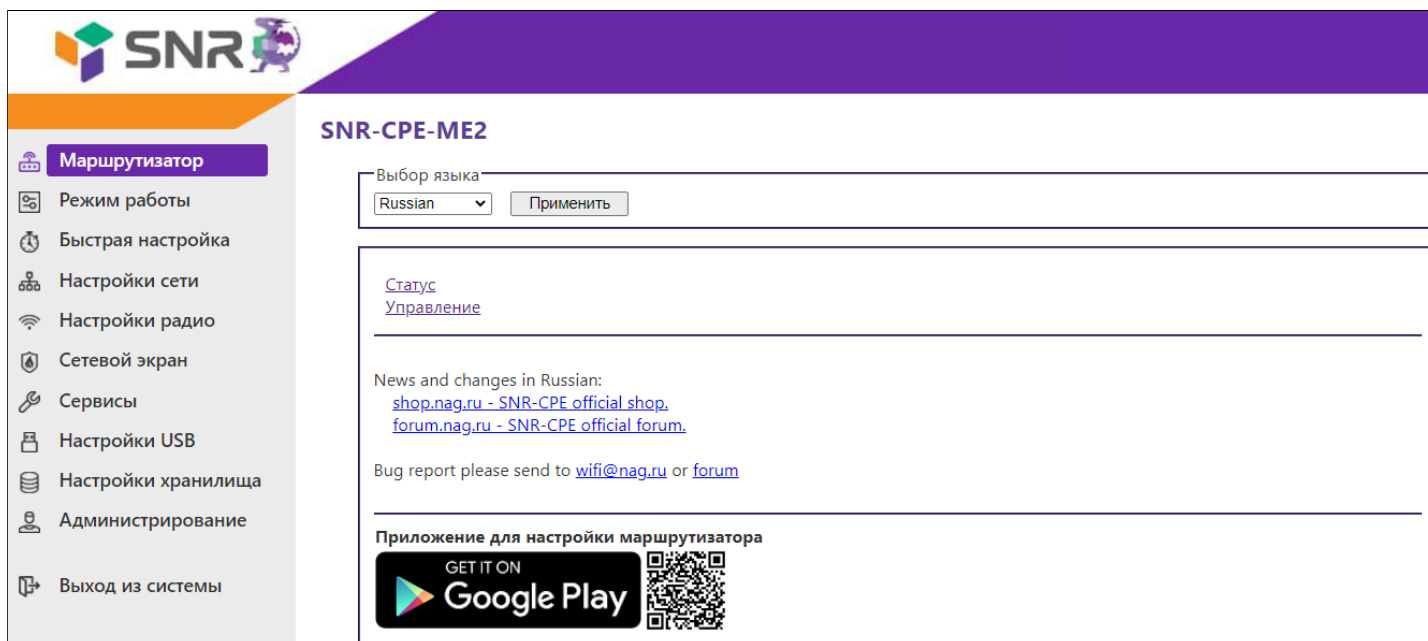 SNR
SNR-CPE-ME2
Маршрутизатор
Режим работы
Быстрая настройка
Настройки сети
Настройки радио
Сетевой экран
Сервисы
Настройки USB
Настройки хранилища
Администрирование
Выход из системы
Выбор языка
Russian Применить
Статус
Управление
News and changes in Russian:
shop.nag.ru - SNR-CPE official shop.
forum.nag.ru - SNR-CPE official forum.
Bug report please send to wifi@nag.ru or forum
Приложение для настройки маршрутизатора
GET IT ON
Google Play